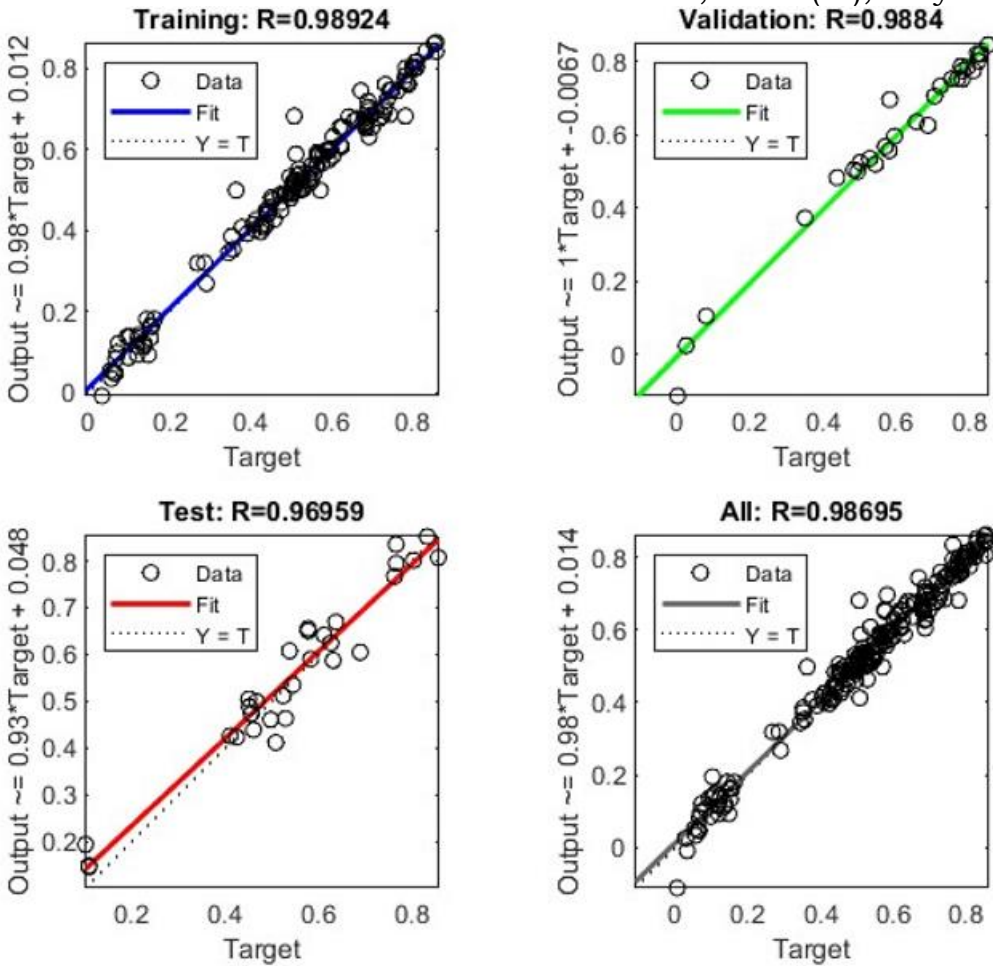 Training: R=0.98924
Output ~= 0.98*Target + 0.012
0.8
0.6
0.4
0.2
0
Data
Fit
Y = T
0 0.2 0.4 0.6 0.8
Target
Validation: R=0.9884
Output ~= 1*Target + -0.0067
0.8
0.6
0.4
0.2
0
Data
Fit
Y = T
0 0.2 0.4 0.6 0.8
Target
Test: R=0.96959
Output ~= 0.93*Target + 0.048
0.8
0.7
0.6
0.5
0.4
0.3
0.2
Data
Fit
Y = T
0.2 0.4 0.6 0.8
Target
All: R=0.98695
Output ~= 0.98*Target + 0.014
0.8
0.6
0.4
0.2
0
Data
Fit
Y = T
0 0.2 0.4 0.6 0.8
Target